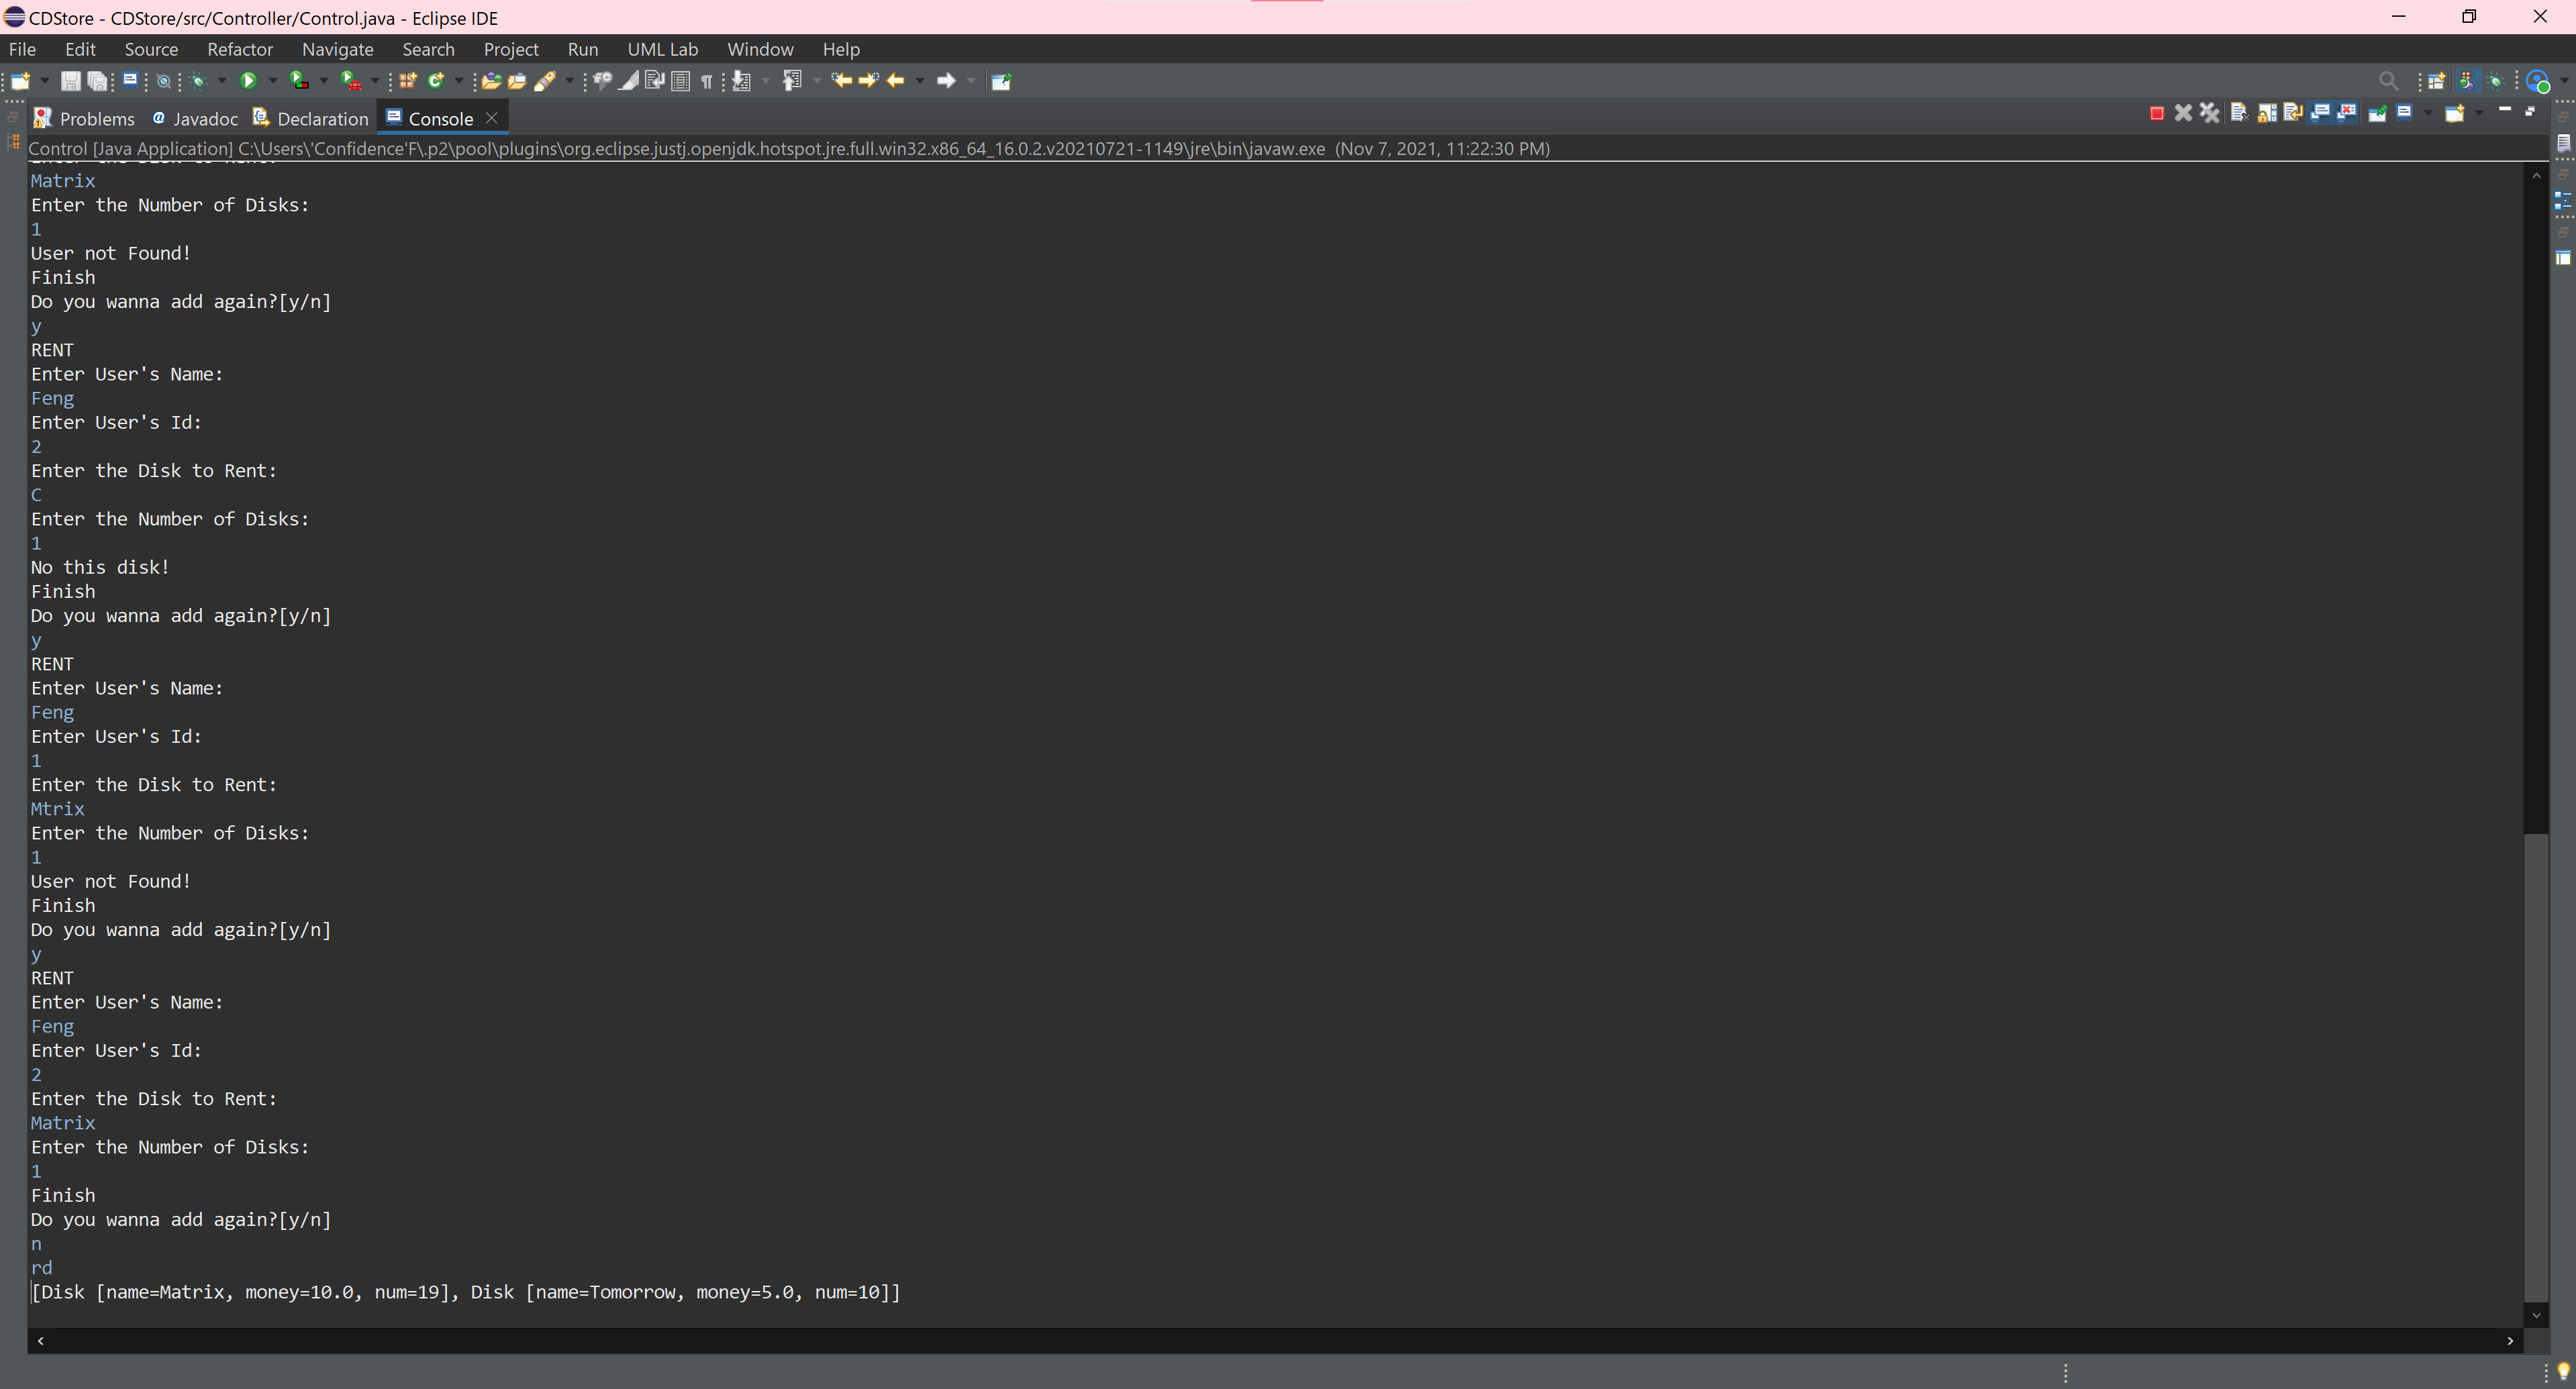 CDStore - CDStore/src/Controller/Control.java - Eclipse IDE
File Edit Source Refactor Navigate Search Project Run UML Lab Window Help
Problems @ Javadoc Declaration Console
Control [Java Application] C:\Users\'Confidence'F\.p2\pool\plugins\org.eclipse.justj.openjdk.hotspot.jre.full.win32.x86_64_16.0.2.v20210721-1149\jre\bin\javaw.exe (Nov 7, 2021, 11:22:30 PM)
Matrix
Enter the Number of Disks:
1
User not Found!
Finish
Do you wanna add again?[y/n]
y
RENT
Enter User's Name:
Feng
Enter User's Id:
2
Enter the Disk to Rent:
C
Enter the Number of Disks:
1
No this disk!
Finish
Do you wanna add again?[y/n]
y
RENT
Enter User's Name:
Feng
Enter User's Id:
1
Enter the Disk to Rent:
Mtrix
Enter the Number of Disks:
1
User not Found!
Finish
Do you wanna add again?[y/n]
y
RENT
Enter User's Name:
Feng
Enter User's Id:
2
Enter the Disk to Rent:
Matrix
Enter the Number of Disks:
1
Finish
Do you wanna add again?[y/n]
n
rd
[Disk [name=Matrix, money=10.0, num=19], Disk [name=Tomorrow, money=5.0, num=10]]